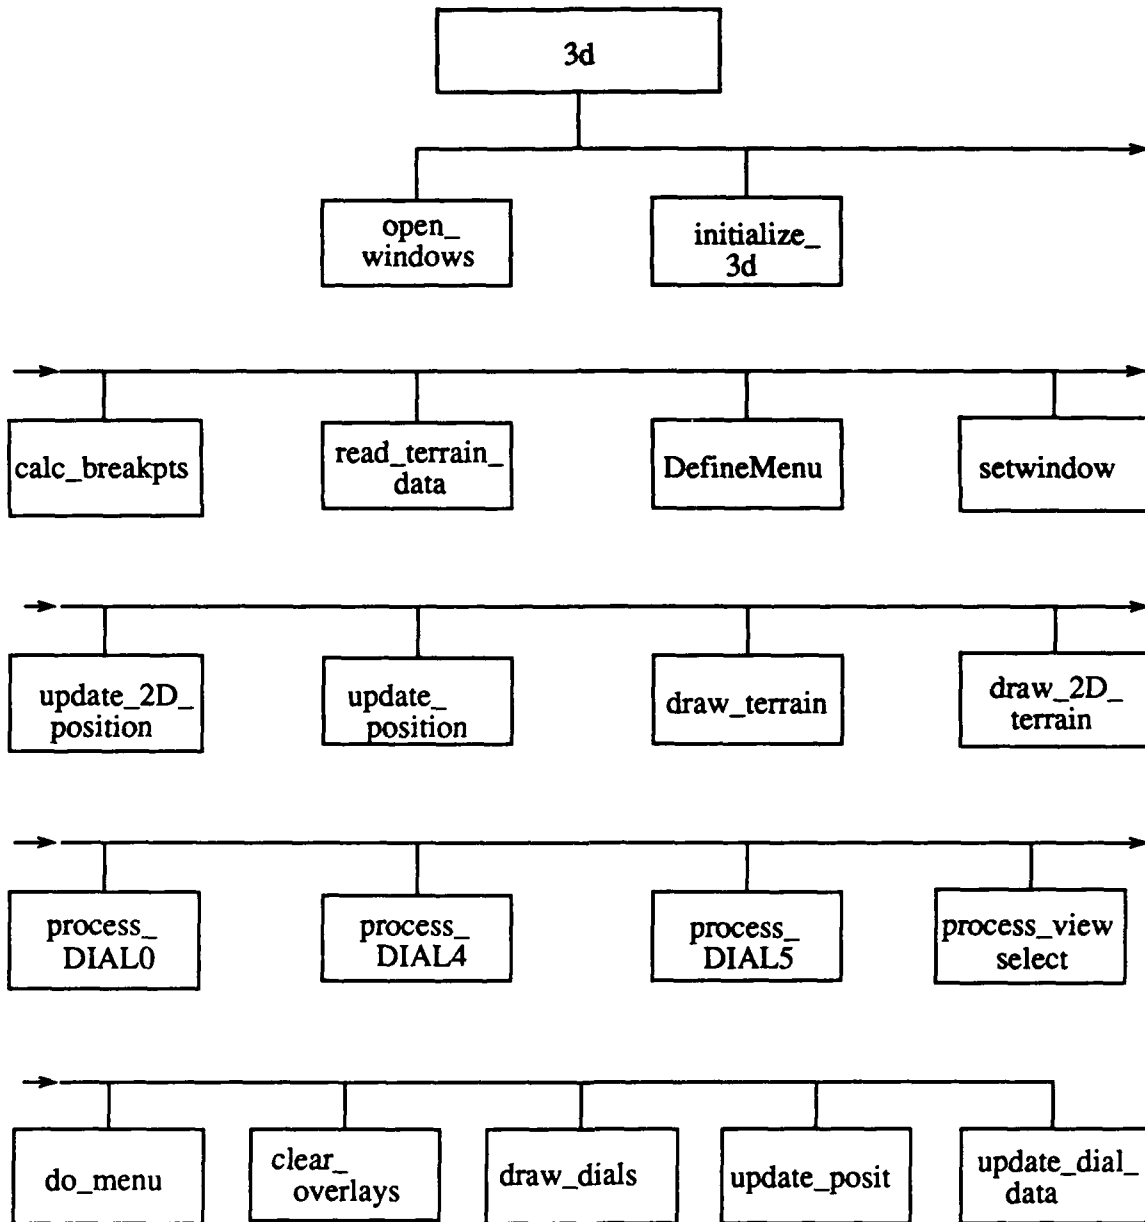 3d
open_
windows
initialize_
3d
calc_breakpts
read_terrain_
data
DefineMenu
setwindow
update_2D_
position
update_
position
draw_terrain
draw_2D_
terrain
process_
DIAL0
process_
DIAL4
process_
DIAL5
process_view
select
do_menu
clear_
overlays
draw_dials
update_posit
update_dial_
data